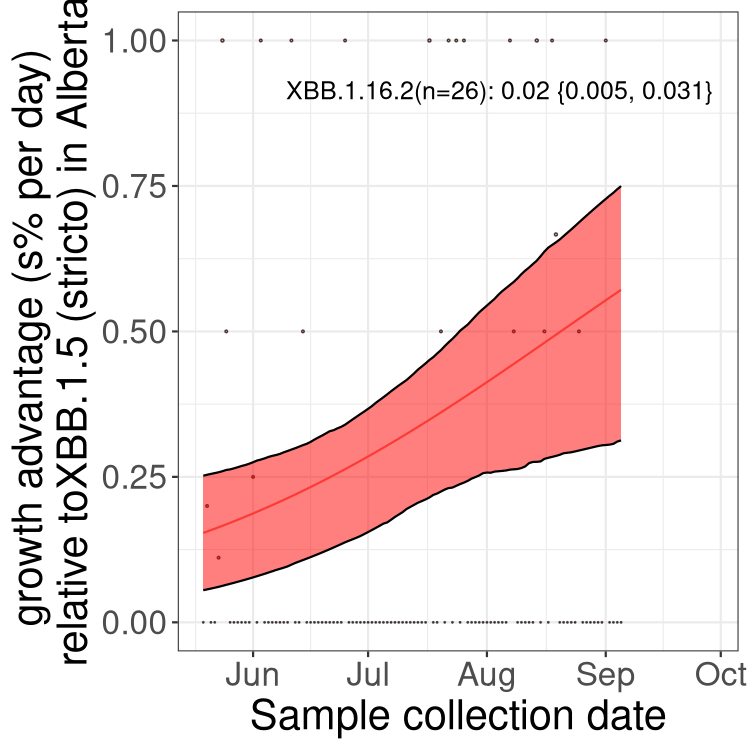 growth advantage (s% per day)
relative toXBB.1.5 (stricto) in Alberta
1.00
0.75
0.50
0.25
0.00
XBB.1.16.2(n=26): 0.02 {0.005, 0.031}
Jun Jul Aug Sep Oct
Sample collection date